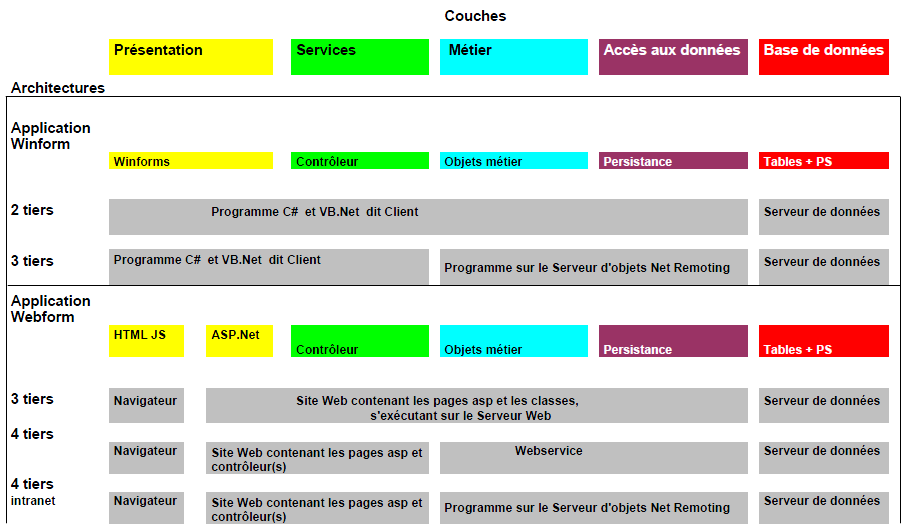 Couches
Présentation Services Métier Accès aux données Base de données
Architectures
Application
Winform
Winforms Contrôleur Objets métier Persistance Tables + PS
2 tiers Programme C# et VB.Net dit Client Serveur de données
3 tiers Programme C# et VB.Net dit Client Programme sur le Serveur d'objets Net Remoting Serveur de données
Application
Webform
HTML JS ASP.Net
Contrôleur Objets métier Persistance Tables + PS
3 tiers Navigateur Site Web contenant les pages asp et les classes, Serveur de données
s'exécutant sur le Serveur Web
4 tiers
Navigateur Site Web contenant les pages asp et Webservice Serveur de données
contrôleur(s)
4 tiers
intranet Navigateur Site Web contenant les pages asp et Programme sur le Serveur d'objets Net Remoting Serveur de données
contrôleur(s)